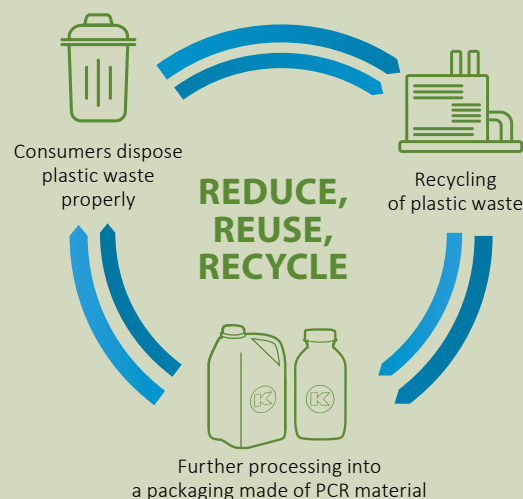 Consumers dispose
plastic waste
properly
REDUCE,
REUSE,
RECYCLE
Recycling
of plastic waste
K
K
Further processing into
a packaging made of PCR material